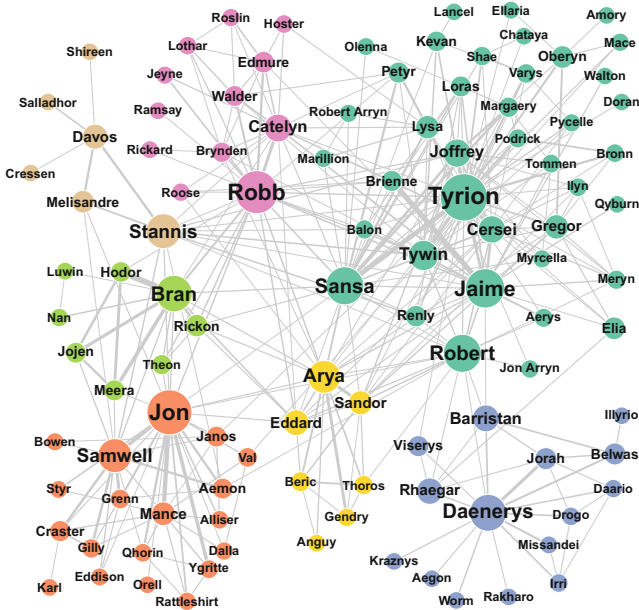 Roslin
Hoster
Lancel
Ellaria
Amory
Lothar
Kevan
Chataya
Mace
Shireen
Edmure
Olenna
Shae
Oberyn
Jeyne
Petyr
Varys
Walton
Salladhor
Walder
Loras
Doran
Ramsay
Robert Arryn
Margaery
Davos
Catelyn
Lysa
Pycelle
Rickard
Brynden
Marillion
Joffrey
Podrick
Bronn
Cressen
Brienne
Tommen
Melisandre
Roose
Robb
Tyrion
Ilyn
Qyburn
Stannis
Balon
Cersei
Gregor
Luwin
Hodor
Tywin
Myrcella
Bran
Sansa
Jaime
Meryn
Nan
Rickon
Renly
Aerys
Elia
Jojen
Theon
Robert
Meera
Arya
Jon Arryn
Jon
Sandor
Bowen
Janos
Eddard
Barristan
Illyrio
Samwell
Val
Viserys
Jorah
Belwas
Styr
Aemon
Beric
Thoros
Rhaegar
Daario
Grenn
Mance
Alliser
Gendry
Daenerys
Drogo
Craster
Gilly
Qhorin
Dalla
Anguy
Missandei
Eddison
Ygritte
Kraznys
Karl
Orell
Aegon
Irri
Rattleshirt
Worm
Rakharo